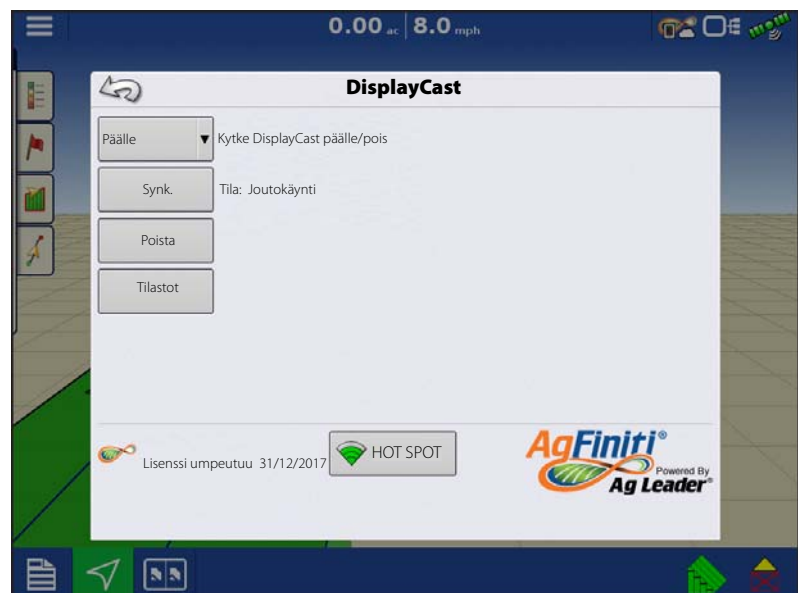 0.00 ac 8.0 mph
DisplayCast
Päälle ▼ Kytke DisplayCast päälle/pois
Synk. Tila: Joutokäynti
Poista
Tilastot
Lisenssi umpeutuu 31/12/2017 HOT SPOT
AgFiniti®
Powered By
Ag Leader®